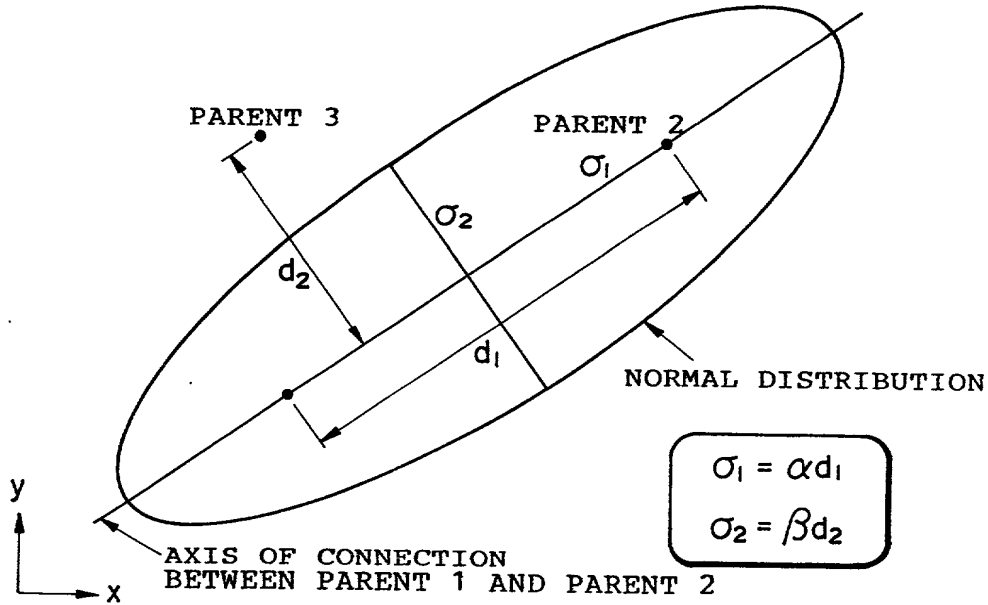 PARENT 3
PARENT 2
σ1
σ2
d2
d1
NORMAL DISTRIBUTION
σ1 = αd1
σ2 = βd2
y
x
AXIS OF CONNECTION
BETWEEN PARENT 1 AND PARENT 2